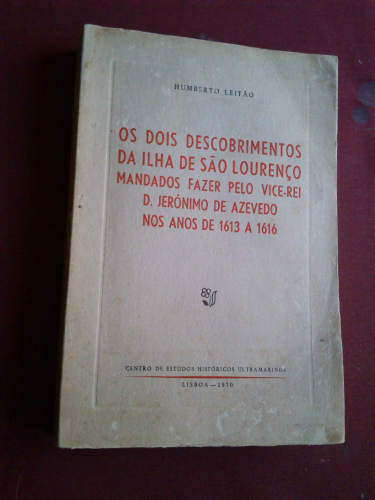 HUMBERTO LEITÃO
OS DOIS DESCOBRIMENTOS
DA ILHA DE SÃO LOURENÇO
MANDADOS FAZER PELO VICE-REI
D. JERÓNIMO DE AZEVEDO
NOS ANOS DE 1613 A 1616
CENTRO DE ESTUDOS HISTÓRICOS ULTRAMARINOS
LISBOA — 1970